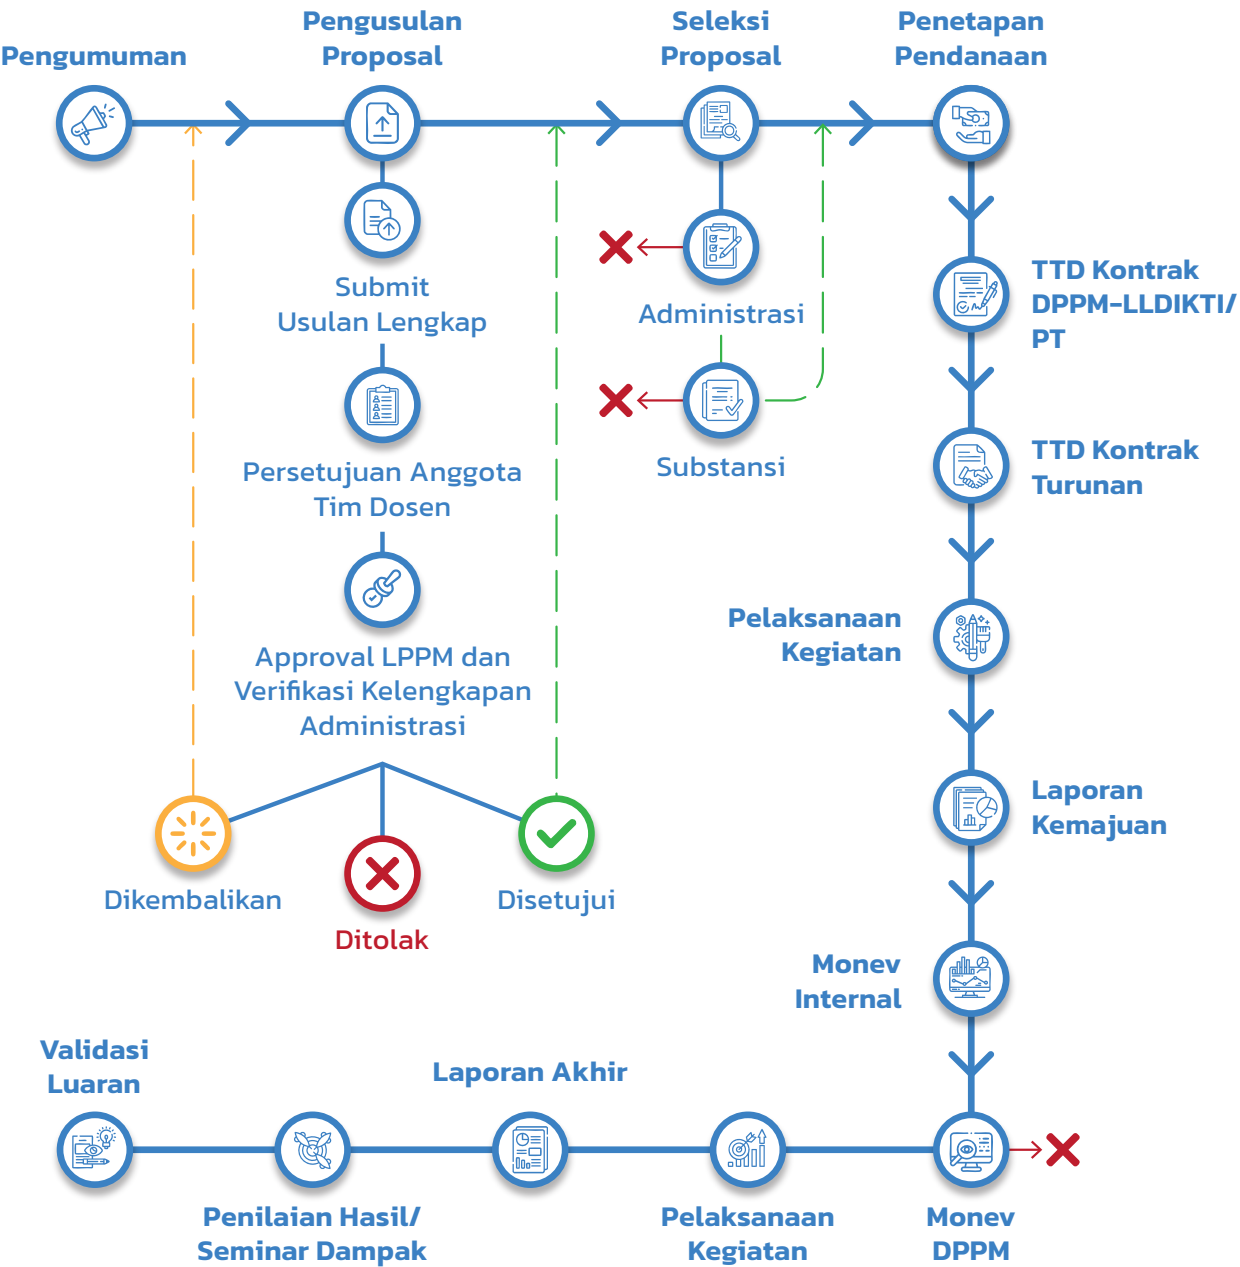 Pengumuman
Pengusulan
Proposal
Seleksi
Proposal
Penetapan
Pendanaan
Submit
Usulan Lengkap
Persetujuan Anggota
Tim Dosen
Approval LPPM dan
Verifikasi Kelengkapan
Administrasi
Dikembalikan
Ditolak
Disetujui
Administrasi
Substansi
TTD Kontrak
DPPM-LLDIKTI/
PT
TTD Kontrak
Turunan
Pelaksanaan
Kegiatan
Laporan
Kemajuan
Monev
Internal
Monev
DPPM
Pelaksanaan
Kegiatan
Laporan Akhir
Penilaian Hasil/
Seminar Dampak
Validasi
Luaran